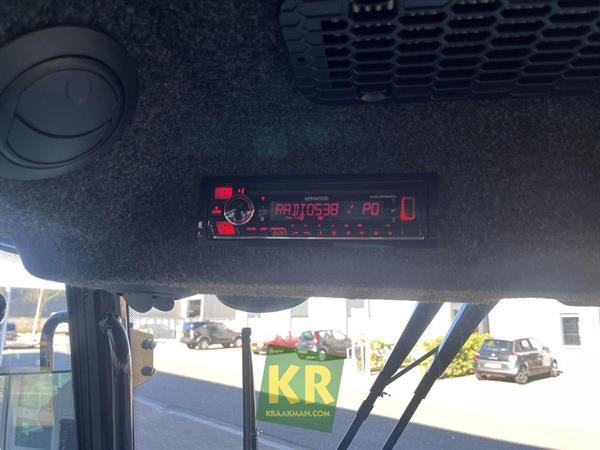 KENWOOD
RADIO538 / PO
KR
KRAAKMAN.COM